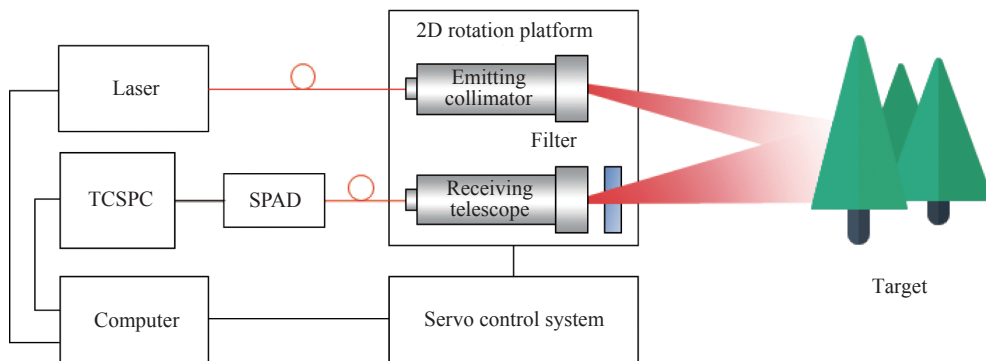 2D rotation platform
Laser
Emitting
collimator
Filter
TCSPC
SPAD
Receiving
telescope
Target
Computer
Servo control system